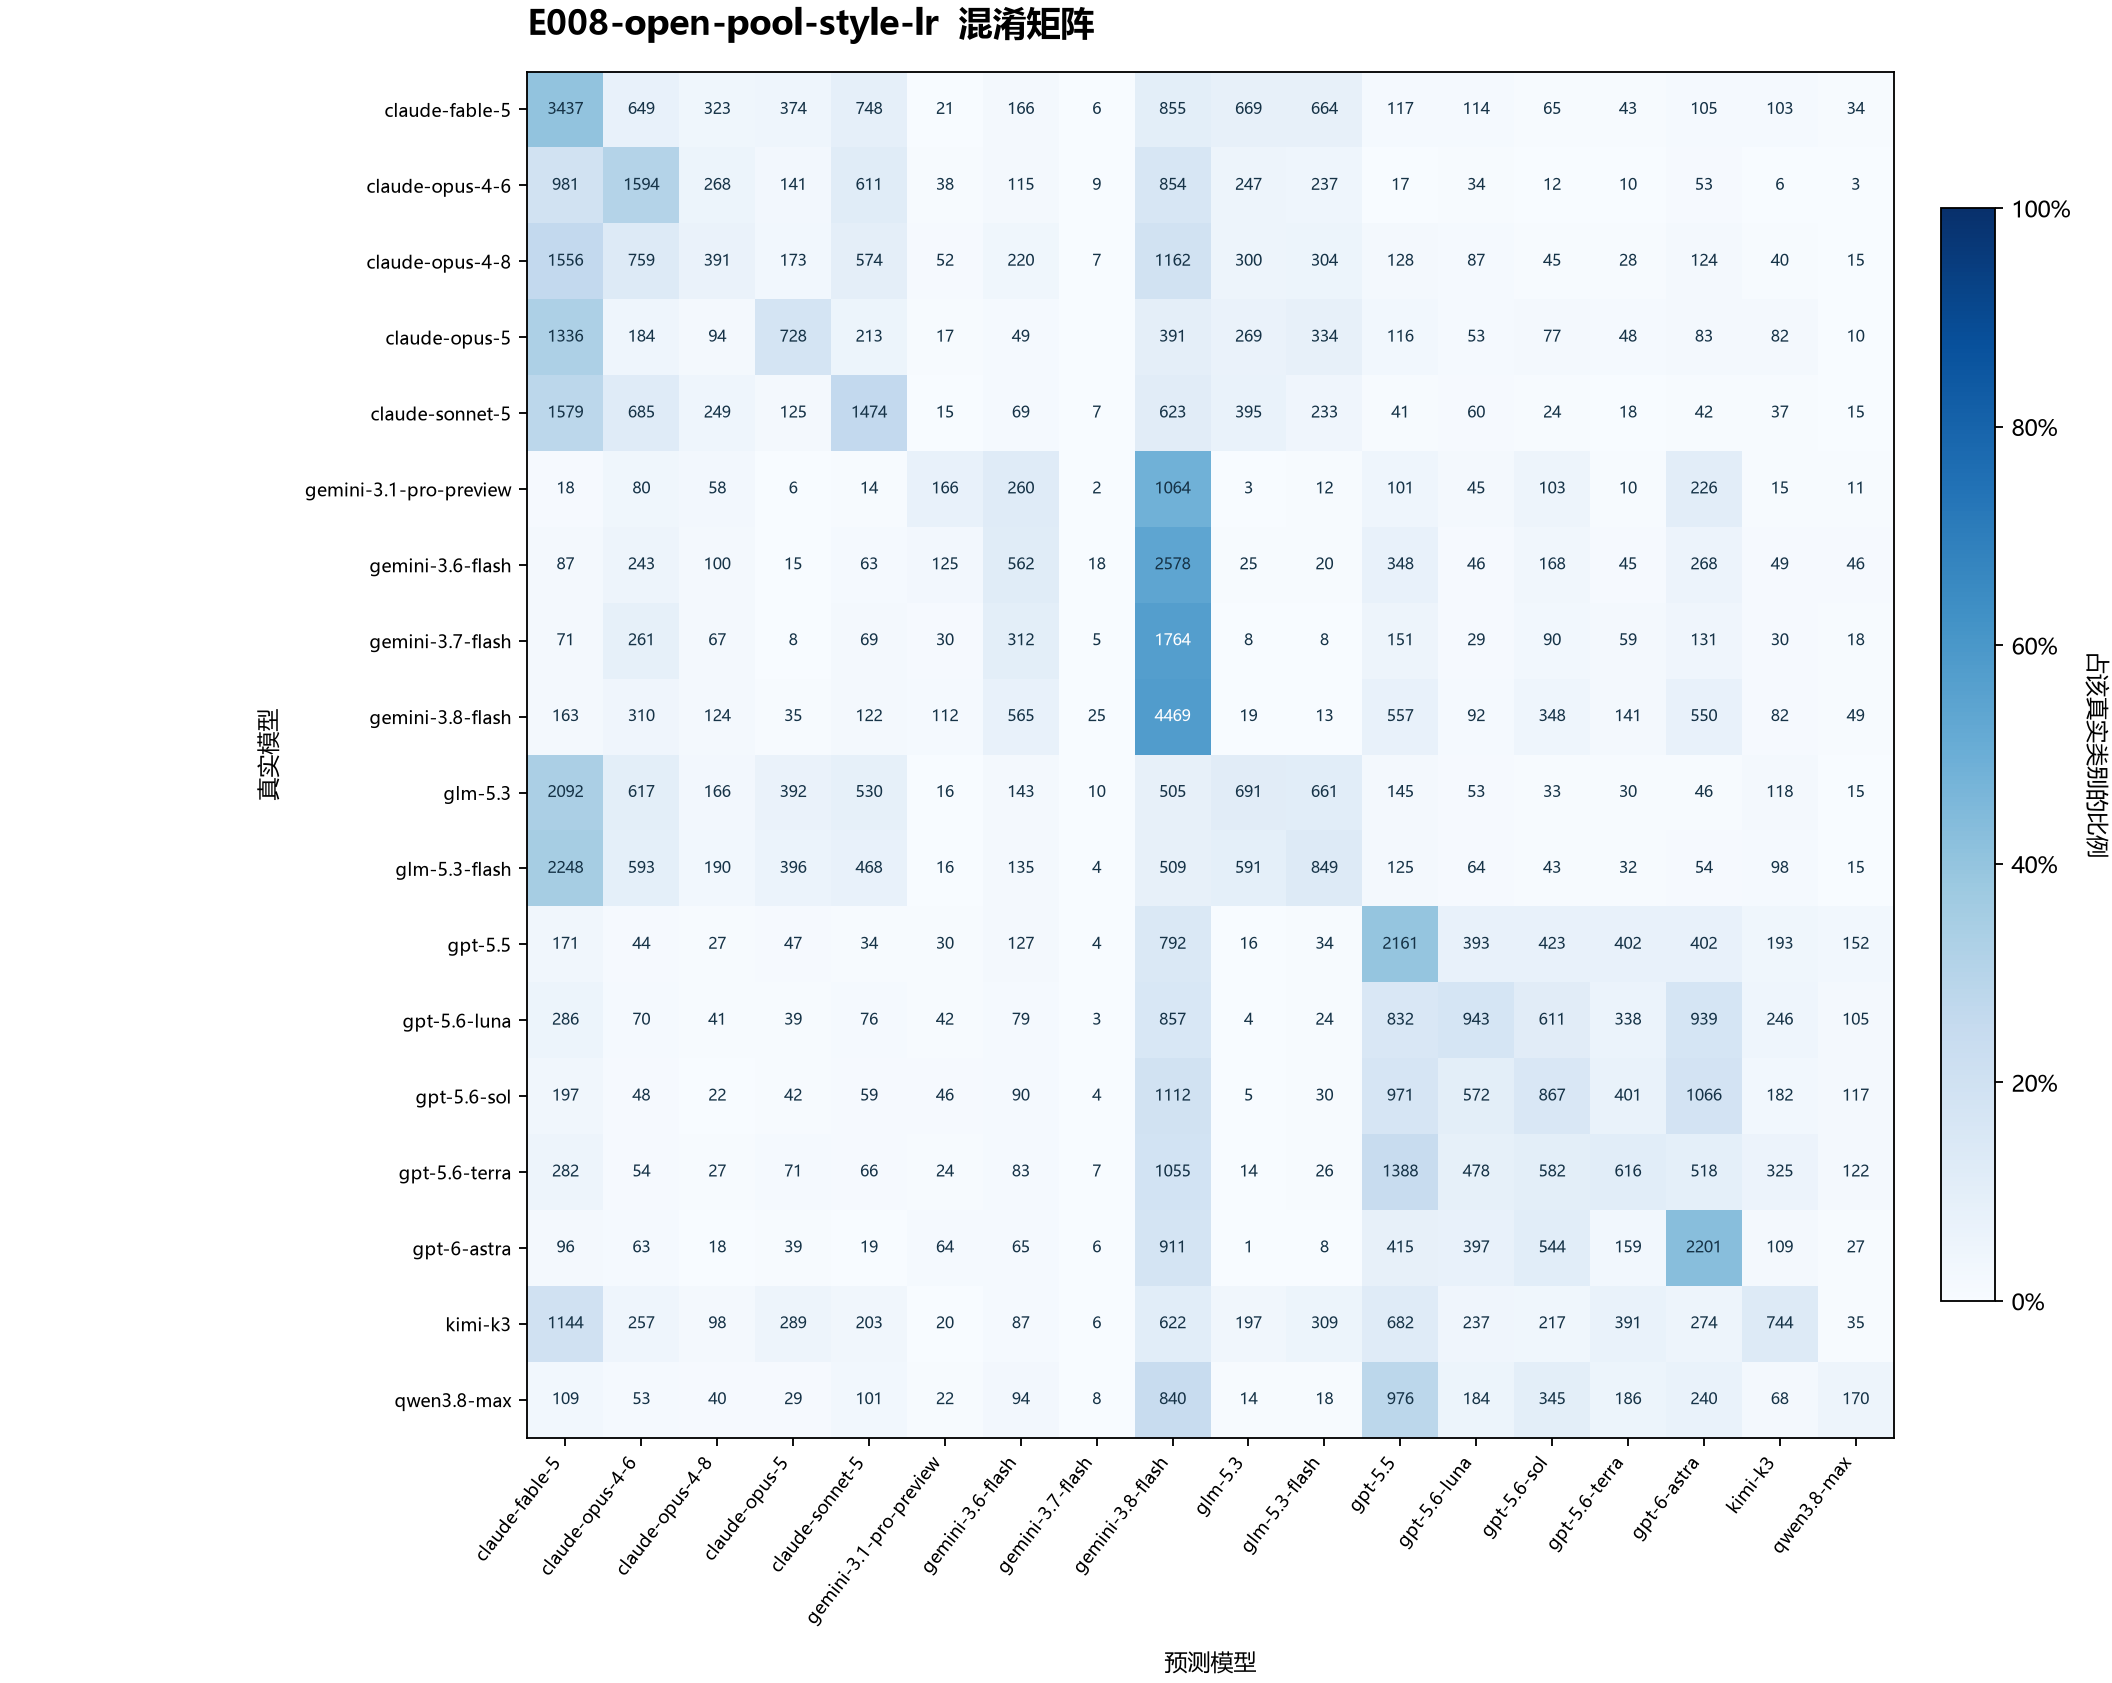 E008-open-pool-style-lr 混淆矩阵
claude-fable-5 3437 649 323 374 748 21 166 6 855 669 664 117 114 65 43 105 103 34
claude-opus-4-6 981 1594 268 141 611 38 115 9 854 247 237 17 34 12 10 53 6 3
claude-opus-4-8 1556 759 391 173 574 52 220 7 1162 300 304 128 87 45 28 124 40 15
claude-opus-5 1336 184 94 728 213 17 49 391 269 334 116 53 77 48 83 82 10
claude-sonnet-5 1579 685 249 125 1474 15 69 7 623 395 233 41 60 24 18 42 37 15
gemini-3.1-pro-preview 18 80 58 6 14 166 260 2 1064 3 12 101 45 103 10 226 15 11
gemini-3.6-flash 87 243 100 15 63 125 562 18 2578 25 20 348 46 168 45 268 49 46
gemini-3.7-flash 71 261 67 8 69 30 312 5 1764 8 8 151 29 90 59 131 30 18
gemini-3.8-flash 163 310 124 35 122 112 565 25 4469 19 13 557 92 348 141 550 82 49
glm-5.3 2092 617 166 392 530 16 143 10 505 691 661 145 53 33 30 46 118 15
glm-5.3-flash 2248 593 190 396 468 16 135 4 509 591 849 125 64 43 32 54 98 15
gpt-5.5 171 44 27 47 34 30 127 4 792 16 34 2161 393 423 402 402 193 152
gpt-5.6-luna 286 70 41 39 76 42 79 3 857 4 24 832 943 611 338 939 246 105
gpt-5.6-sol 197 48 22 42 59 46 90 4 1112 5 30 971 572 867 401 1066 182 117
gpt-5.6-terra 282 54 27 71 66 24 83 7 1055 14 26 1388 478 582 616 518 325 122
gpt-6-astra 96 63 18 39 19 64 65 6 911 1 8 415 397 544 159 2201 109 27
kimi-k3 1144 257 98 289 203 20 87 6 622 197 309 682 237 217 391 274 744 35
qwen3.8-max 109 53 40 29 101 22 94 8 840 14 18 976 184 345 186 240 68 170
真实模型
claude-fable-5
claude-opus-4-6
claude-opus-4-8
claude-opus-5
claude-sonnet-5
gemini-3.1-pro-preview
gemini-3.6-flash
gemini-3.7-flash
gemini-3.8-flash
glm-5.3
glm-5.3-flash
gpt-5.5
gpt-5.6-luna
gpt-5.6-sol
gpt-5.6-terra
gpt-6-astra
kimi-k3
qwen3.8-max
预测模型
100%
80%
60%
40%
20%
0%
占该真实类别的比例